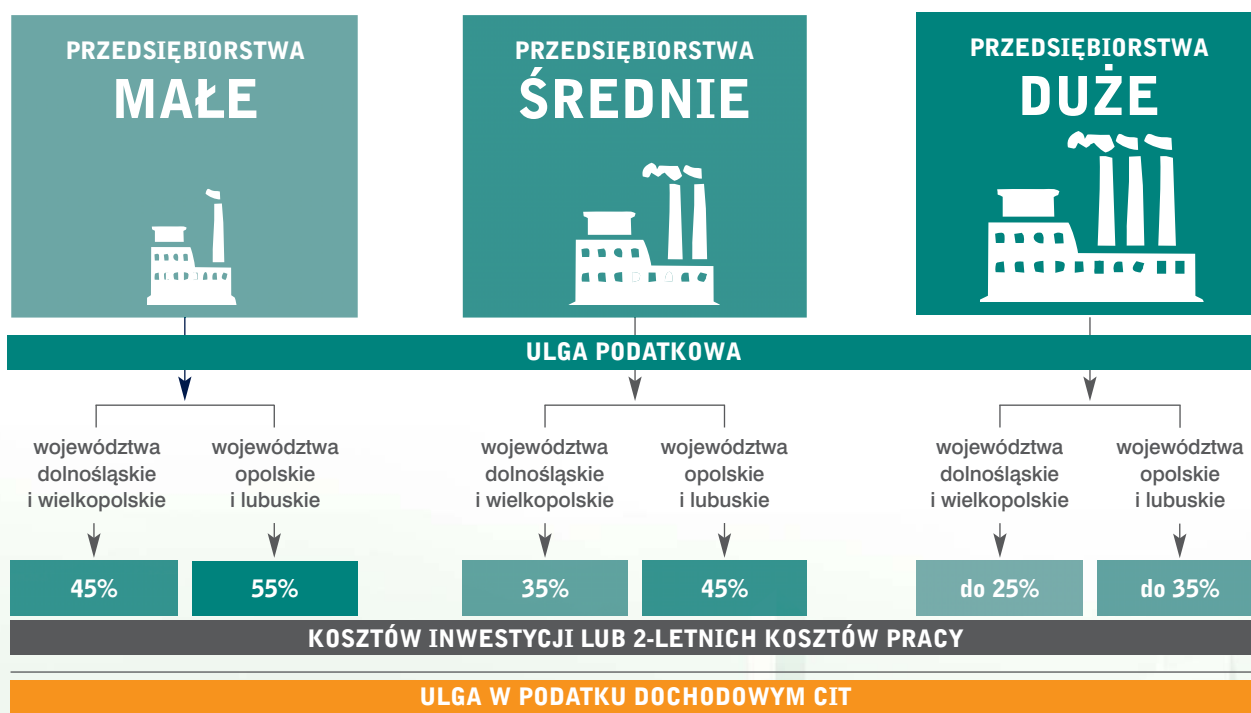 PRZEDSIĘBIORSTWA
MAŁE
PRZEDSIĘBIORSTWA
ŚREDNIE
PRZEDSIĘBIORSTWA
DUŻE
ULGA PODATKOWA
województwa
dolnośląskie
i wielkopolskie
województwa
opolskie
i lubuskie
województwa
dolnośląskie
i wielkopolskie
województwa
opolskie
i lubuskie
województwa
dolnośląskie
i wielkopolskie
województwa
opolskie
i lubuskie
45%
55%
35%
45%
do 25%
do 35%
KOSZTÓW INWESTYCJI LUB 2-LETNICH KOSZTÓW PRACY
ULGA W PODATKU DOCHODOWYM CIT